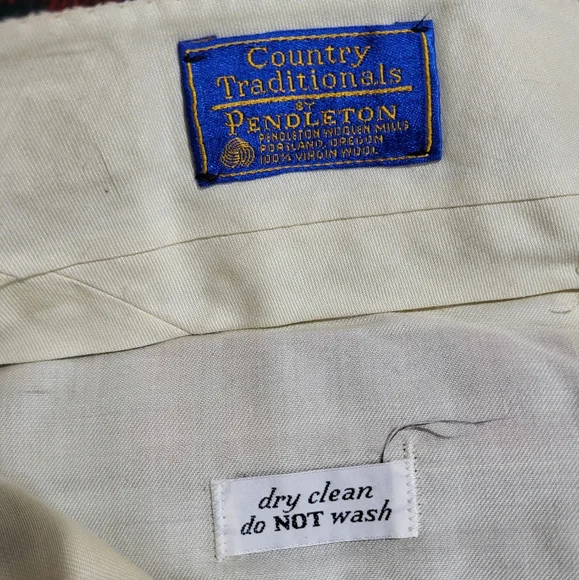 Country
Traditionals
BY
PENDLETON
PENDLETON WOOLEN MILLS
PORTLAND, OREGON
100% VIRGIN WOOL
dry clean
do NOT wash